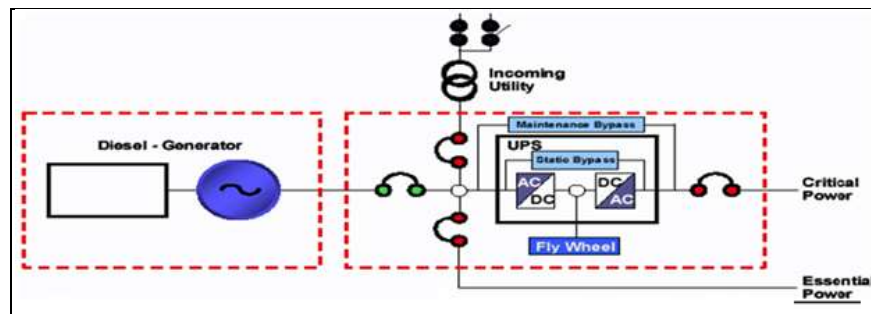 Incoming
Utility
Diesel - Generator
Maintenance Bypass
UPS
Static Bypass
AC
DC
DC
AC
Fly Wheel
Critical
Power
Essential
Power